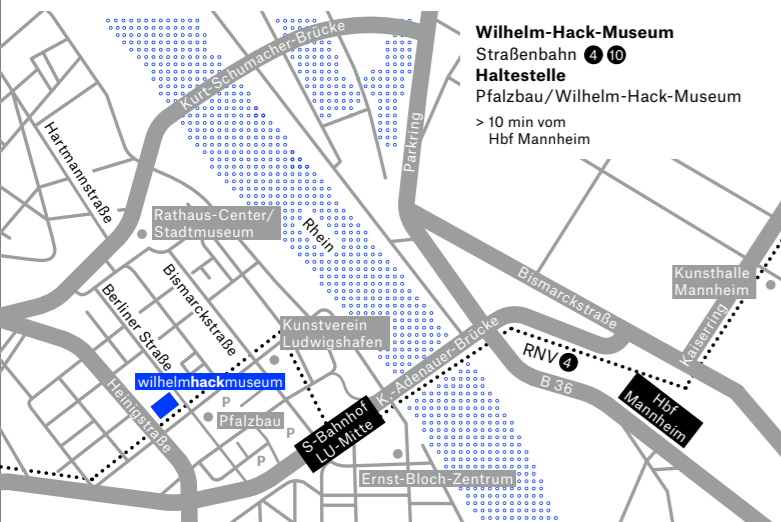 Wilhelm-Hack-Museum
Straßenbahn 4 10
Haltestelle
Pfalzbau/Wilhelm-Hack-Museum
> 10 min vom
Hbf Mannheim
Kurt-Schumacher-Brücke
Parkring
Hartmannstraße
Rathaus-Center/
Stadtmuseum
Rhein
Bismarckstraße
Berliner Straße
Bismarckstraße
Kunsthalle
Mannheim
Kaiserring
Kunstverein
Ludwigshafen
K.-Adenauer-Brücke
RNV 4
B 36
Hbf
Mannheim
wilhelmhackmuseum
Heinigstraße
P
Pfalzbau
P
P
S-Bahnhof
LU-Mitte
Ernst-Bloch-Zentrum